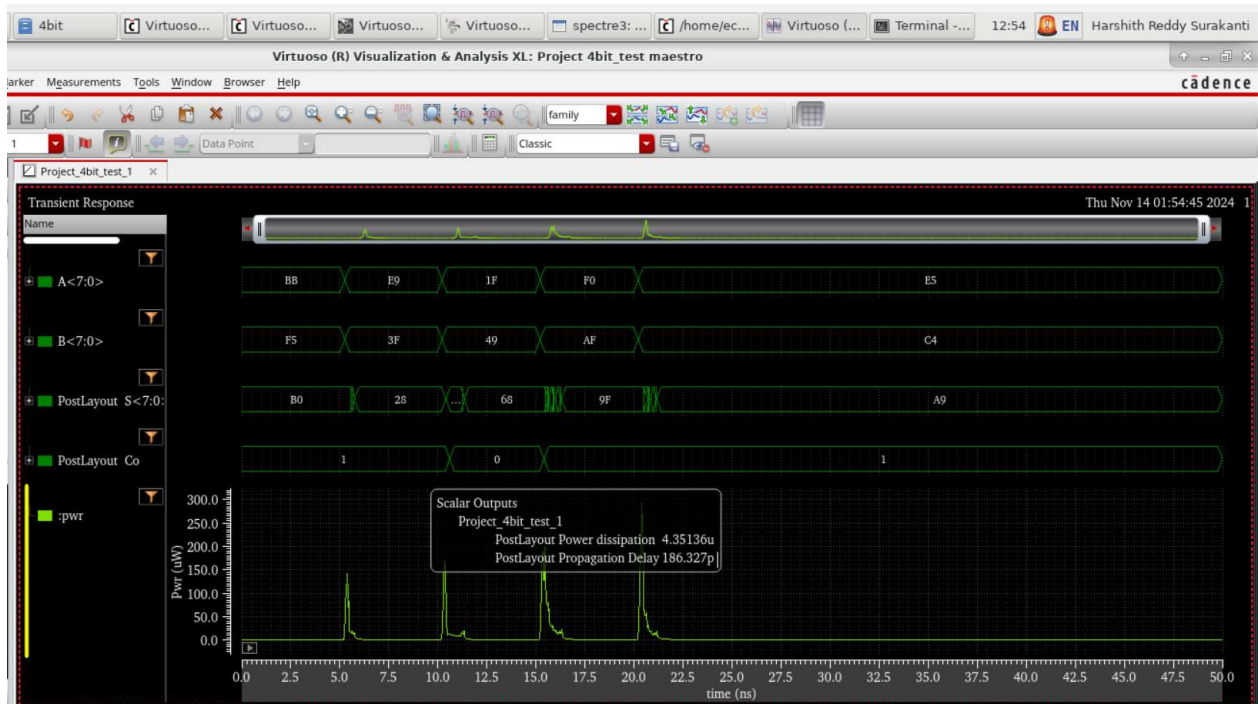 4bit Virtuoso... Virtuoso... Virtuoso... Virtuoso... spectre3: ... /home/ec... Virtuoso (... Terminal -... 12:54 EN Harshith Reddy Surakanti
Virtuoso (R) Visualization & Analysis XL: Project 4bit_test maestro
arker Measurements Tools Window Browser Help cādence
family
1 Data Point Classic
Project_4bit_test_1
Transient Response Thu Nov 14 01:54:45 2024 1
Name
A<7:0> BB E9 1F F0 E5
B<7:0> F5 3F 49 AF C4
PostLayout S<7:0: B0 28 ... 68 9F A9
PostLayout Co 1 0 1
:pwr
Pwr (uW)
300.0
250.0
200.0
150.0
100.0
50.0
0.0
Scalar Outputs
Project_4bit_test_1
PostLayout Power dissipation 4.35136u
PostLayout Propagation Delay 186.327p
0.0 2.5 5.0 7.5 10.0 12.5 15.0 17.5 20.0 22.5 25.0 27.5 30.0 32.5 35.0 37.5 40.0 42.5 45.0 47.5 50.0
time (ns)